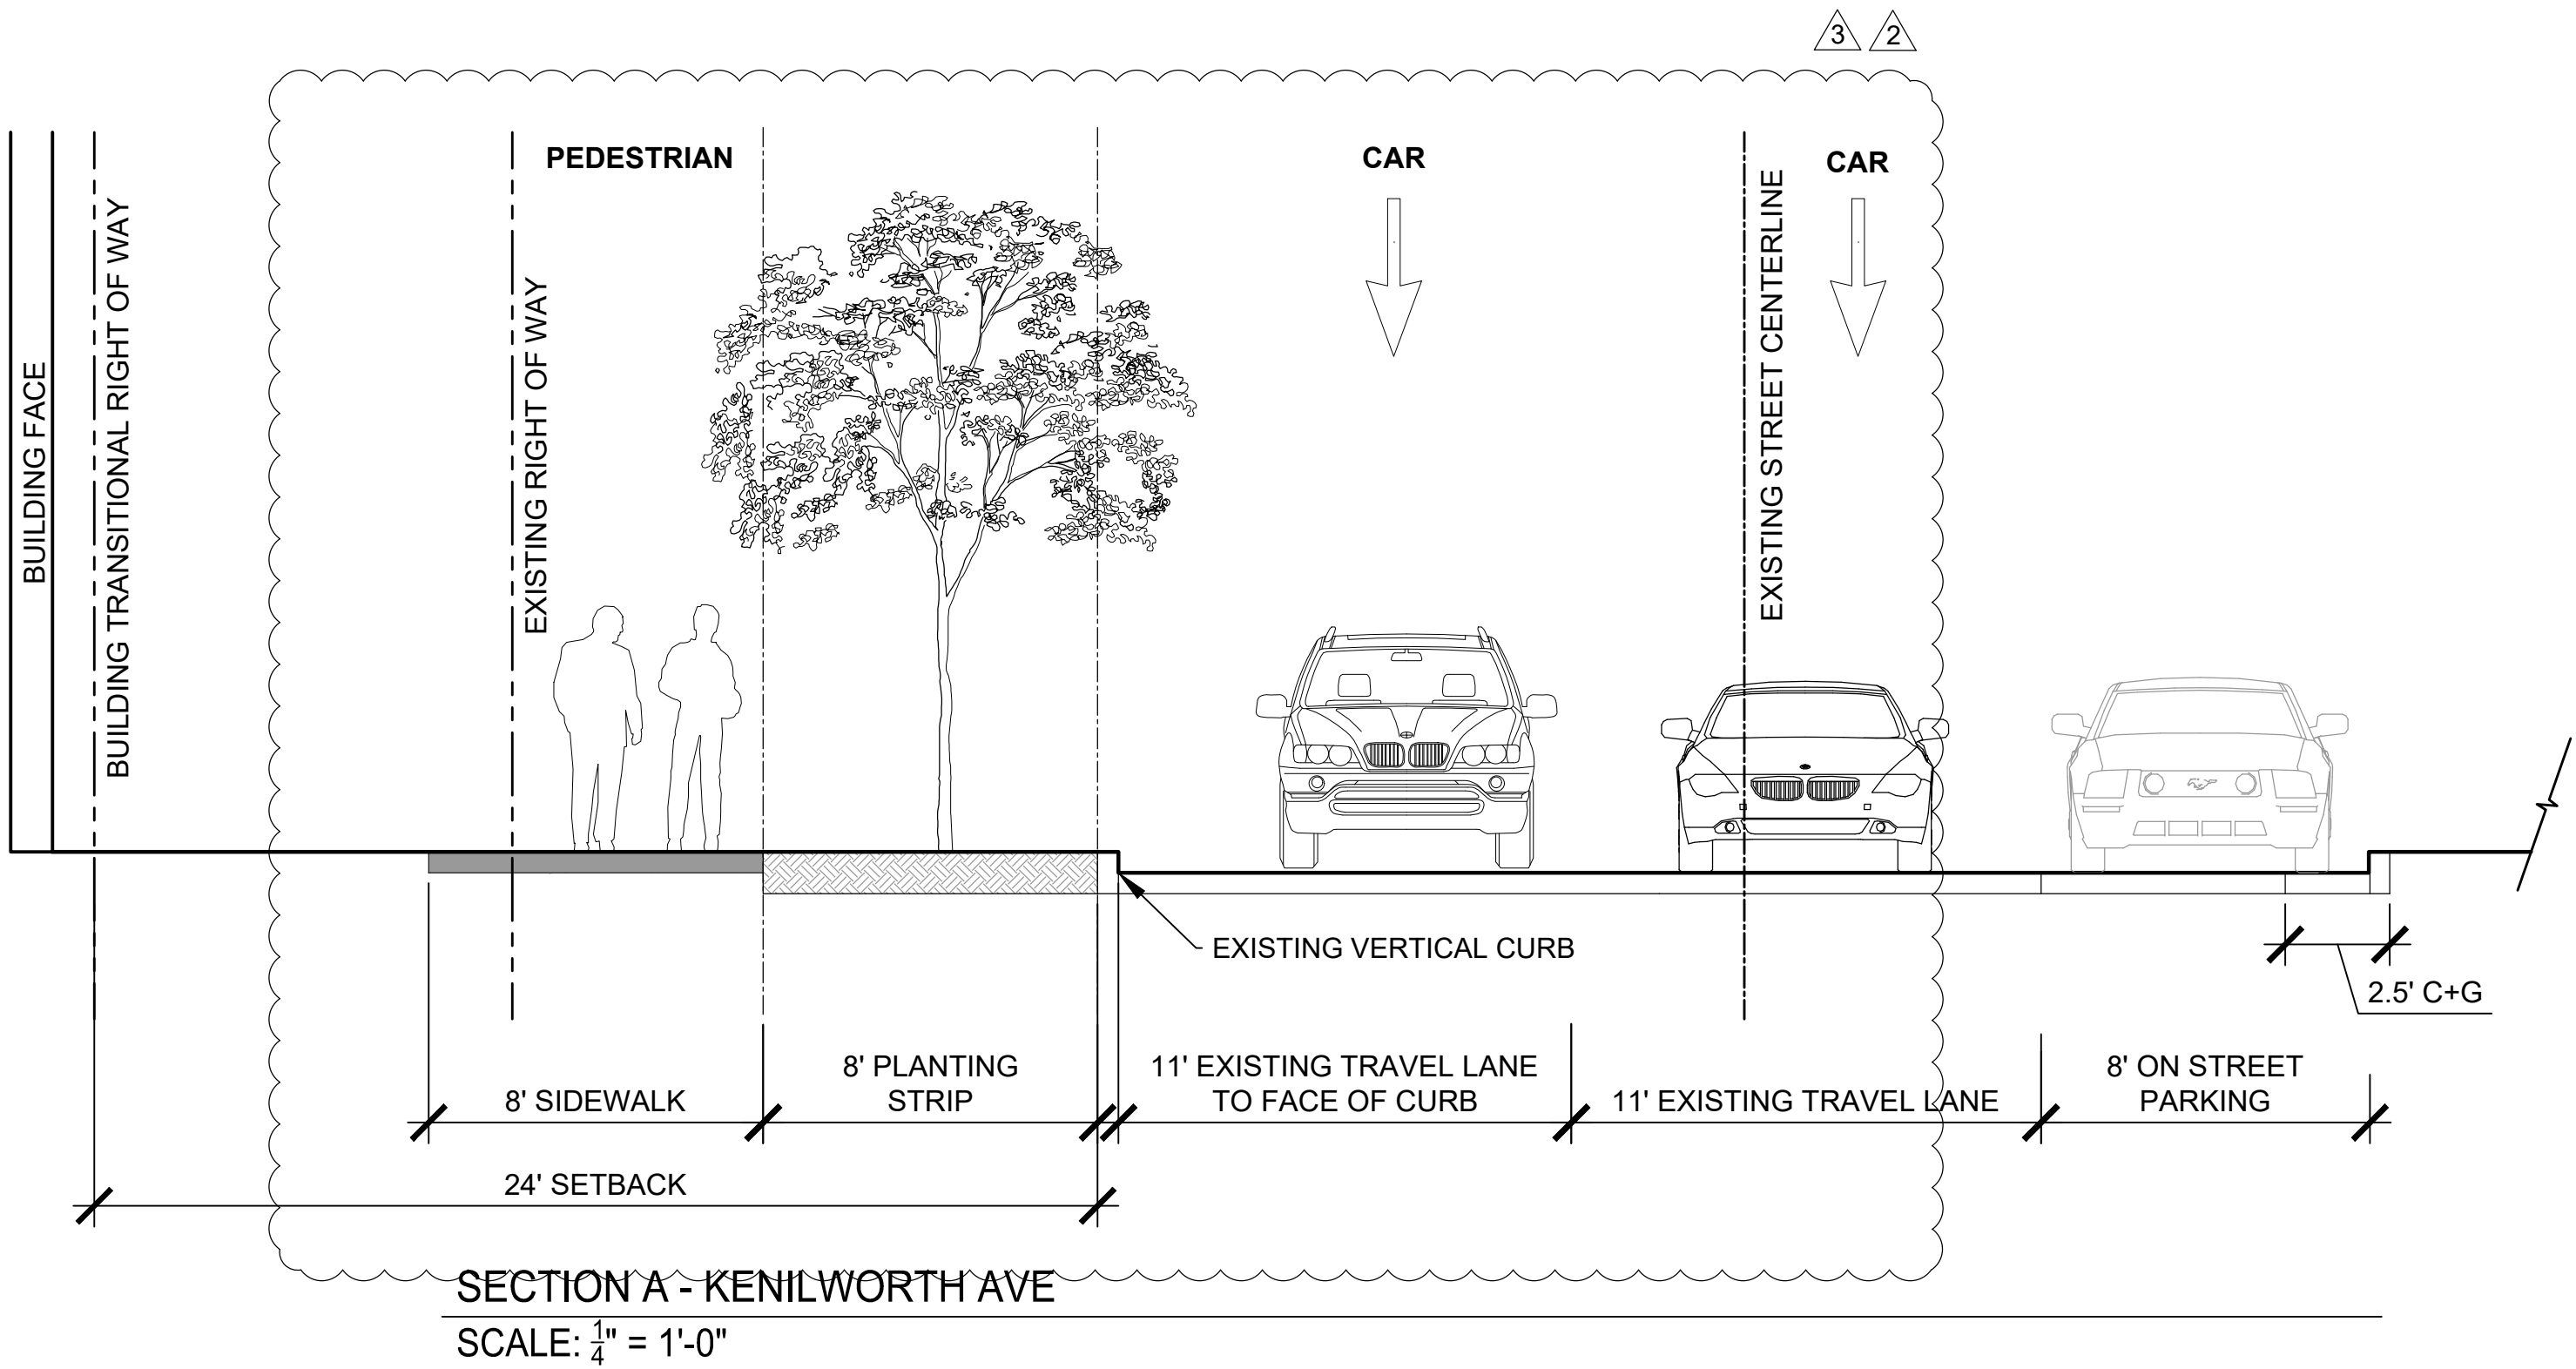 3 2
PEDESTRIAN
CAR
CAR
BUILDING FACE
BUILDING TRANSITIONAL RIGHT OF WAY
EXISTING RIGHT OF WAY
EXISTING STREET CENTERLINE
EXISTING VERTICAL CURB
2.5' C+G
8' SIDEWALK
8' PLANTING
STRIP
11' EXISTING TRAVEL LANE
TO FACE OF CURB
11' EXISTING TRAVEL LANE
8' ON STREET
PARKING
24' SETBACK
SECTION A - KENILWORTH AVE
SCALE: 1/4" = 1'-0"